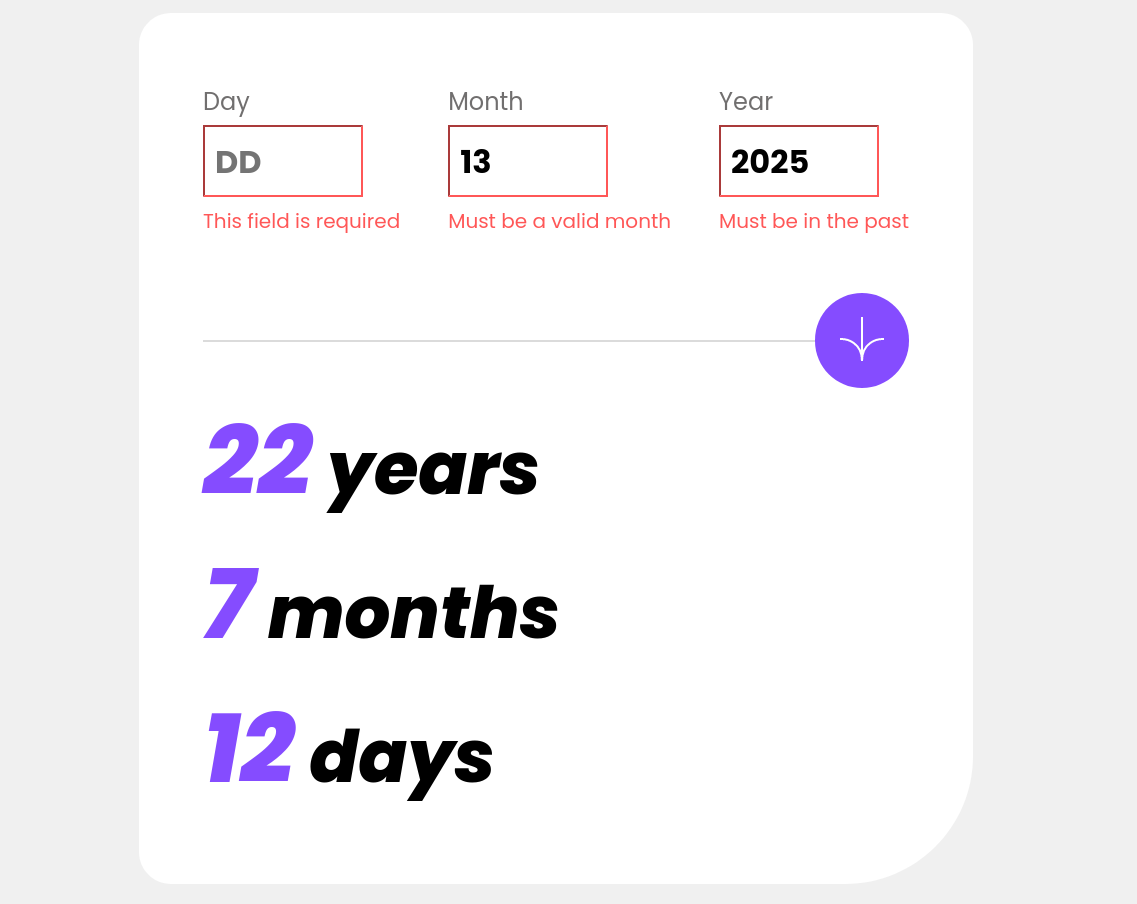 Day Month Year
DD 13 2025
This field is required Must be a valid month Must be in the past
22 years
7 months
12 days